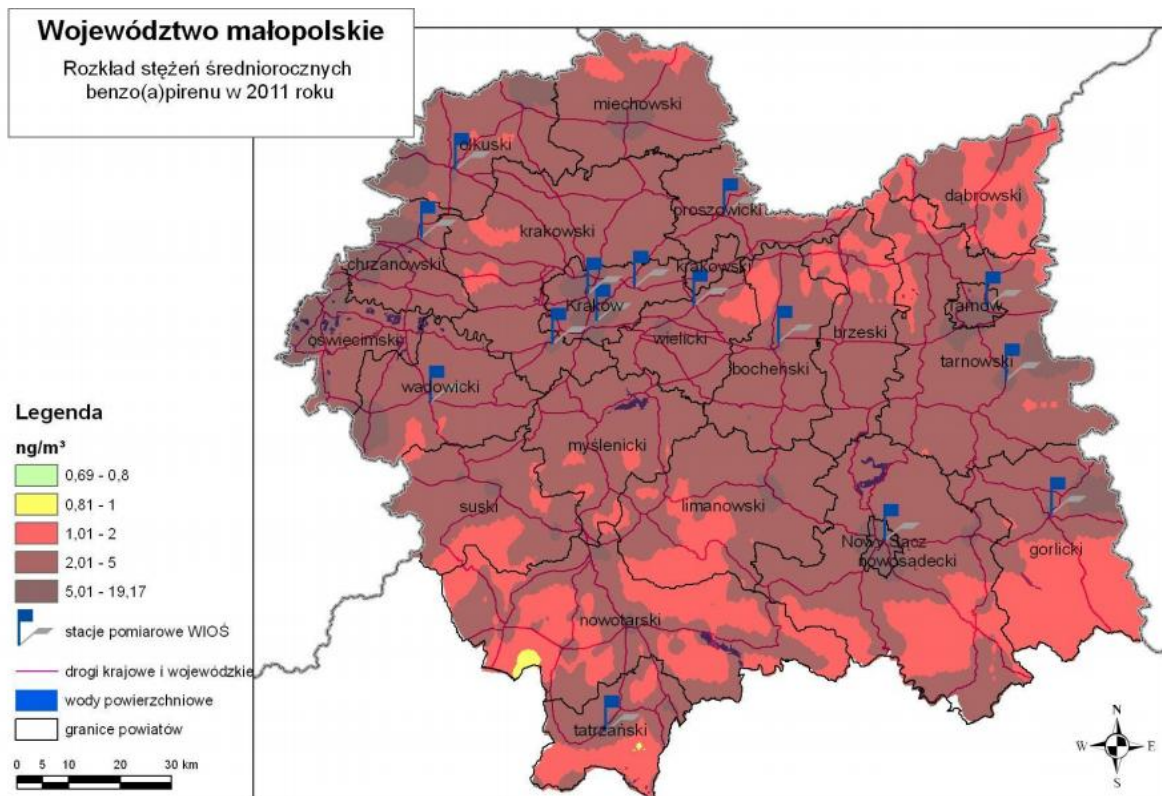 Województwo małopolskie
Rozkład stężeń średniorocznych
benzo(a)pirenu w 2011 roku
miechowski
olkuski
dąbrowski
proszowicki
krakowski
chrzanowski
krakowski
Kraków
Tarnów
oświęcimski
wielicki
brzeski
bocheński
tarnowski
wadowicki
myślenicki
suski
limanowski
Nowy Sącz
nowosądecki
gorlicki
nowotarski
tatrzański
Legenda
ng/m³
0,69 - 0,8
0,81 - 1
1,01 - 2
2,01 - 5
5,01 - 19,17
stacje pomiarowe WIOŚ
drogi krajowe i wojewódzkie
wody powierzchniowe
granice powiatów
0 5 10 20 30 km
N
W E
S